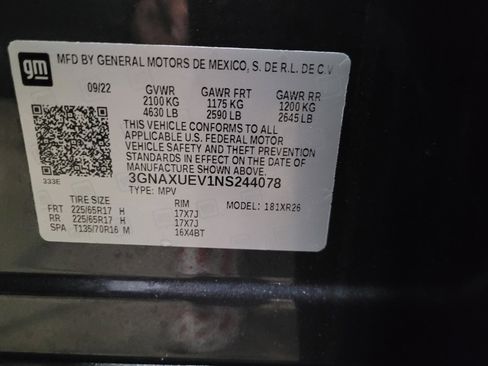 gm
MFD BY GENERAL MOTORS DE MEXICO, S. DE R.L. DE C.V
09/22 GVWR GAWR FRT GAWR RR
2100 KG 1175 KG 1200 KG
4630 LB 2590 LB 2645 LB
THIS VEHICLE CONFORMS TO ALL
APPLICABLE U.S. FEDERAL MOTOR
VEHICLE SAFETY AND THEFT PREVENTION
STANDARDS IN EFFECT ON THE DATE OF
MANUFACTURE SHOWN ABOVE.
333E 3GNAXUEV1NS244078
TYPE: MPV
TIRE SIZE RIM MODEL: 181XR26
FRT 225/65R17 H 17X7J
RR 225/65R17 H 17X7J
SPA T135/70R16 M 16X4BT